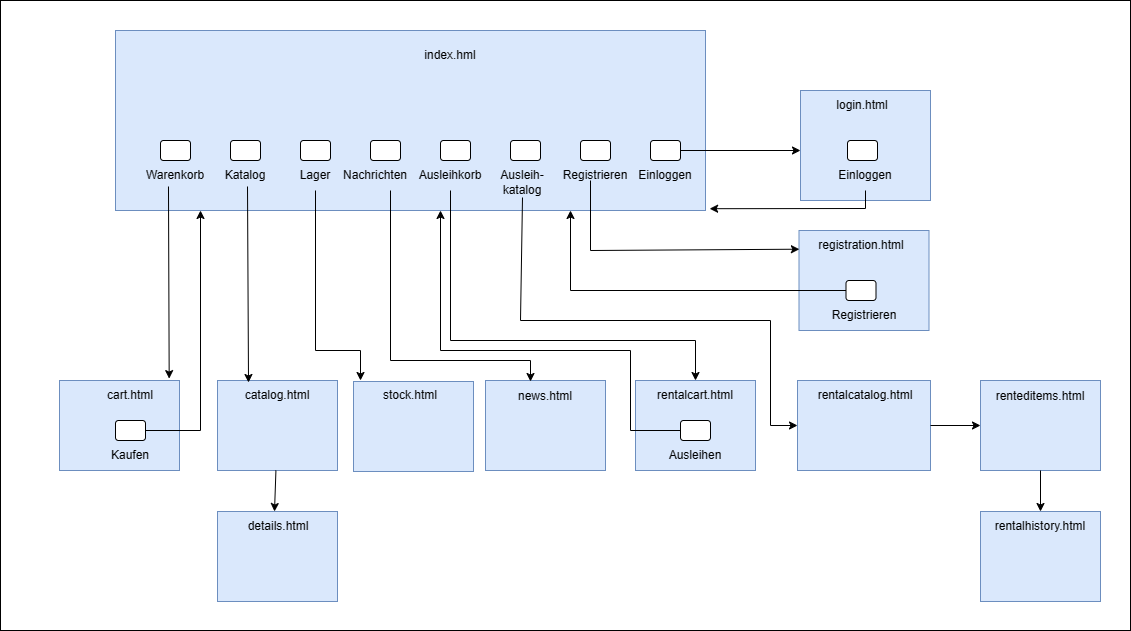 index.hml
login.html
Warenkorb
Katalog
Lager
Nachrichten
Ausleihkorb
Ausleih-
katalog
Registrieren
Einloggen
Einloggen
registration.html
Registrieren
cart.html
Kaufen
catalog.html
stock.html
news.html
rentalcart.html
Ausleihen
rentalcatalog.html
renteditems.html
details.html
rentalhistory.html